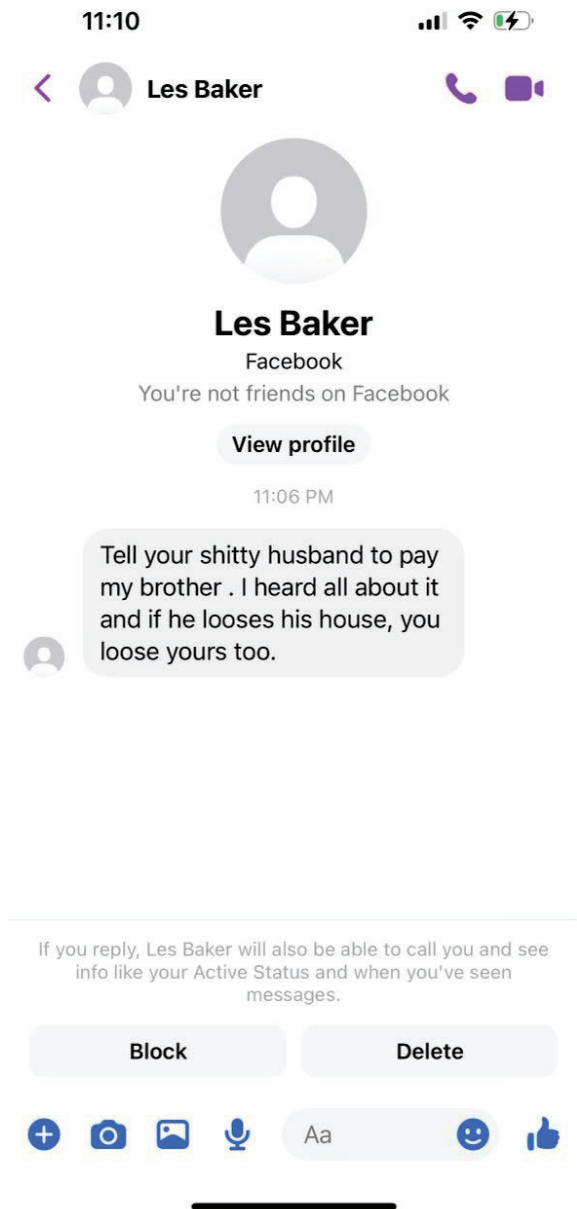 11:10
Les Baker
Les Baker
Facebook
You're not friends on Facebook
View profile
11:06 PM
Tell your shitty husband to pay
my brother . I heard all about it
and if he looses his house, you
loose yours too.
If you reply, Les Baker will also be able to call you and see
info like your Active Status and when you've seen
messages.
Block
Delete
Aa